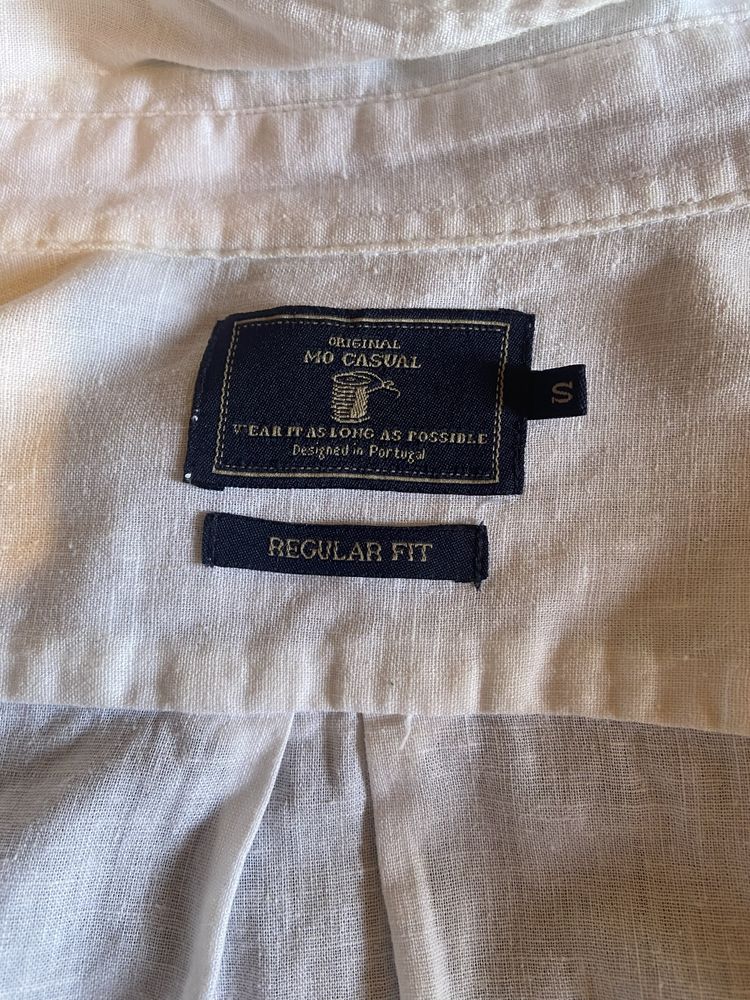 ORIGINAL
MO CASUAL
WEAR IT AS LONG AS POSSIBLE
Designed in Portugal
S
REGULAR FIT